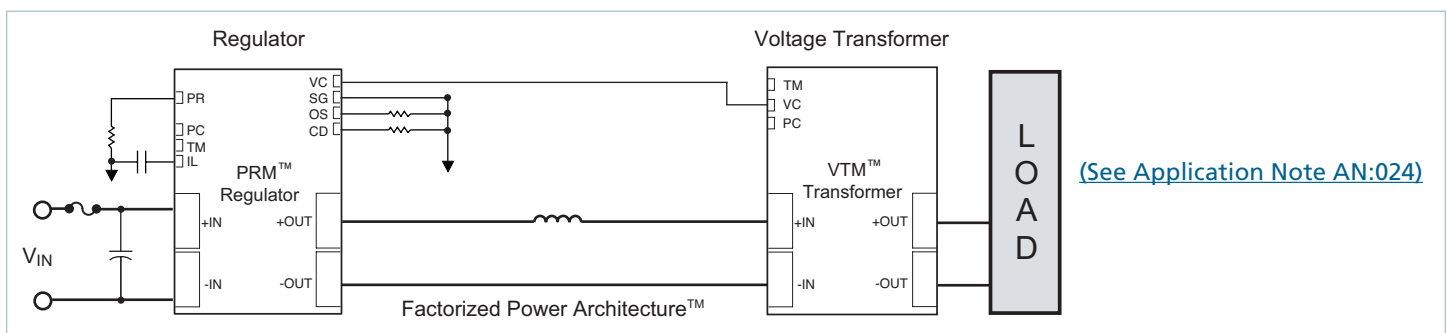 Regulator
Voltage Transformer
PR
PC
TM
IL
VC
SG
OS
CD
PRM™
Regulator
+IN
-IN
+OUT
-OUT
VIN
Factorized Power Architecture™
TM
VC
PC
VTM™
Transformer
+IN
-IN
+OUT
-OUT
LOAD
(See Application Note AN:024)